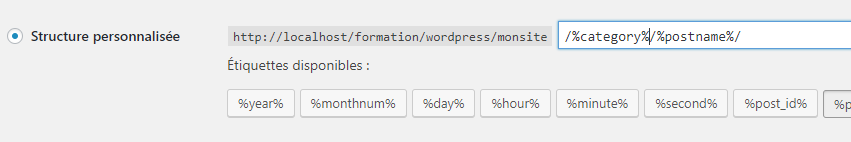 Structure personnalisée http://localhost/formation/wordpress/monsite /%category%/%postname%/
Étiquettes disponibles :
%year% %monthnum% %day% %hour% %minute% %second% %post_id%